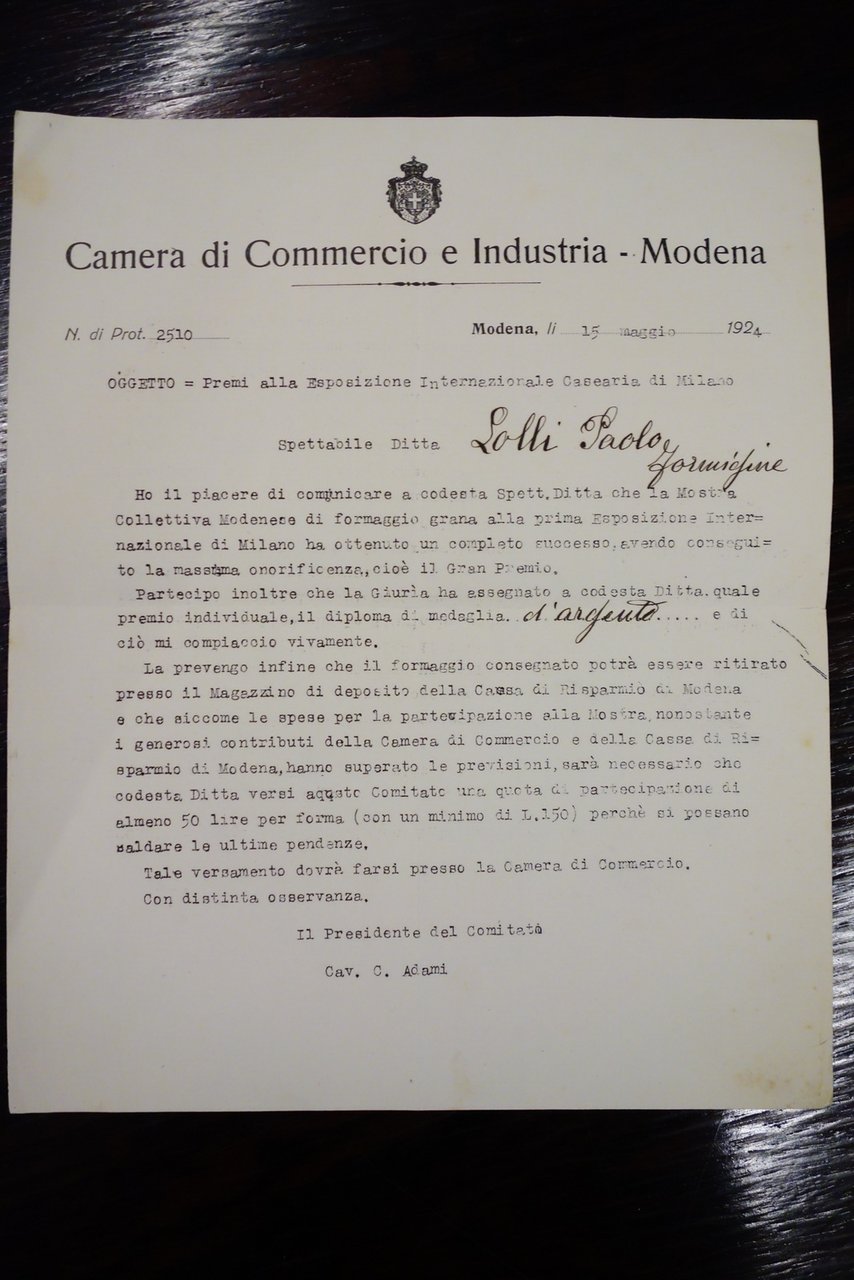 Camera di Commercio e Industria - Modena
N. di Prot. 2510
Modena, li 15 maggio 1924
OGGETTO = Premi alla Esposizione Internazionale Casearia di Milano
Spettabile Ditta Lolli Paolo
Formigine
Ho il piacere di comunicare a codesta Spett.Ditta che la Mostra
Collettiva Modenese di formaggio grana alla prima Esposizione Inter=
nazionale di Milano ha ottenuto un completo successo,avendo consegui=
to la massima onorificenza,cioè il Gran Premio.
Partecipo inoltre che la Giuria ha assegnato a codesta Ditta,quale
premio individuale,il diploma di medaglia..d'argento..... e di
ciò mi compiaccio vivamente.
La prevengo infine che il formaggio consegnato potrà essere ritirato
presso il Magazzino di deposito della Cassa di Risparmio di Modena
e che siccome le spese per la partecipazione alla Mostra,nonostante
i generosi contributi della Camera di Commercio e della Cassa di Ri=
sparmio di Modena,hanno superato le previsioni,sarà necessario che
codesta Ditta versi aqusto Comitato una quota di partecipazione di
almeno 50 lire per forma (con un minimo di L.150) perchè si possano
saldare le ultime pendenze.
Tale versamento dovrà farsi presso la Camera di Commercio.
Con distinta osservanza.
Il Presidente del Comitato
Cav. C. Adami